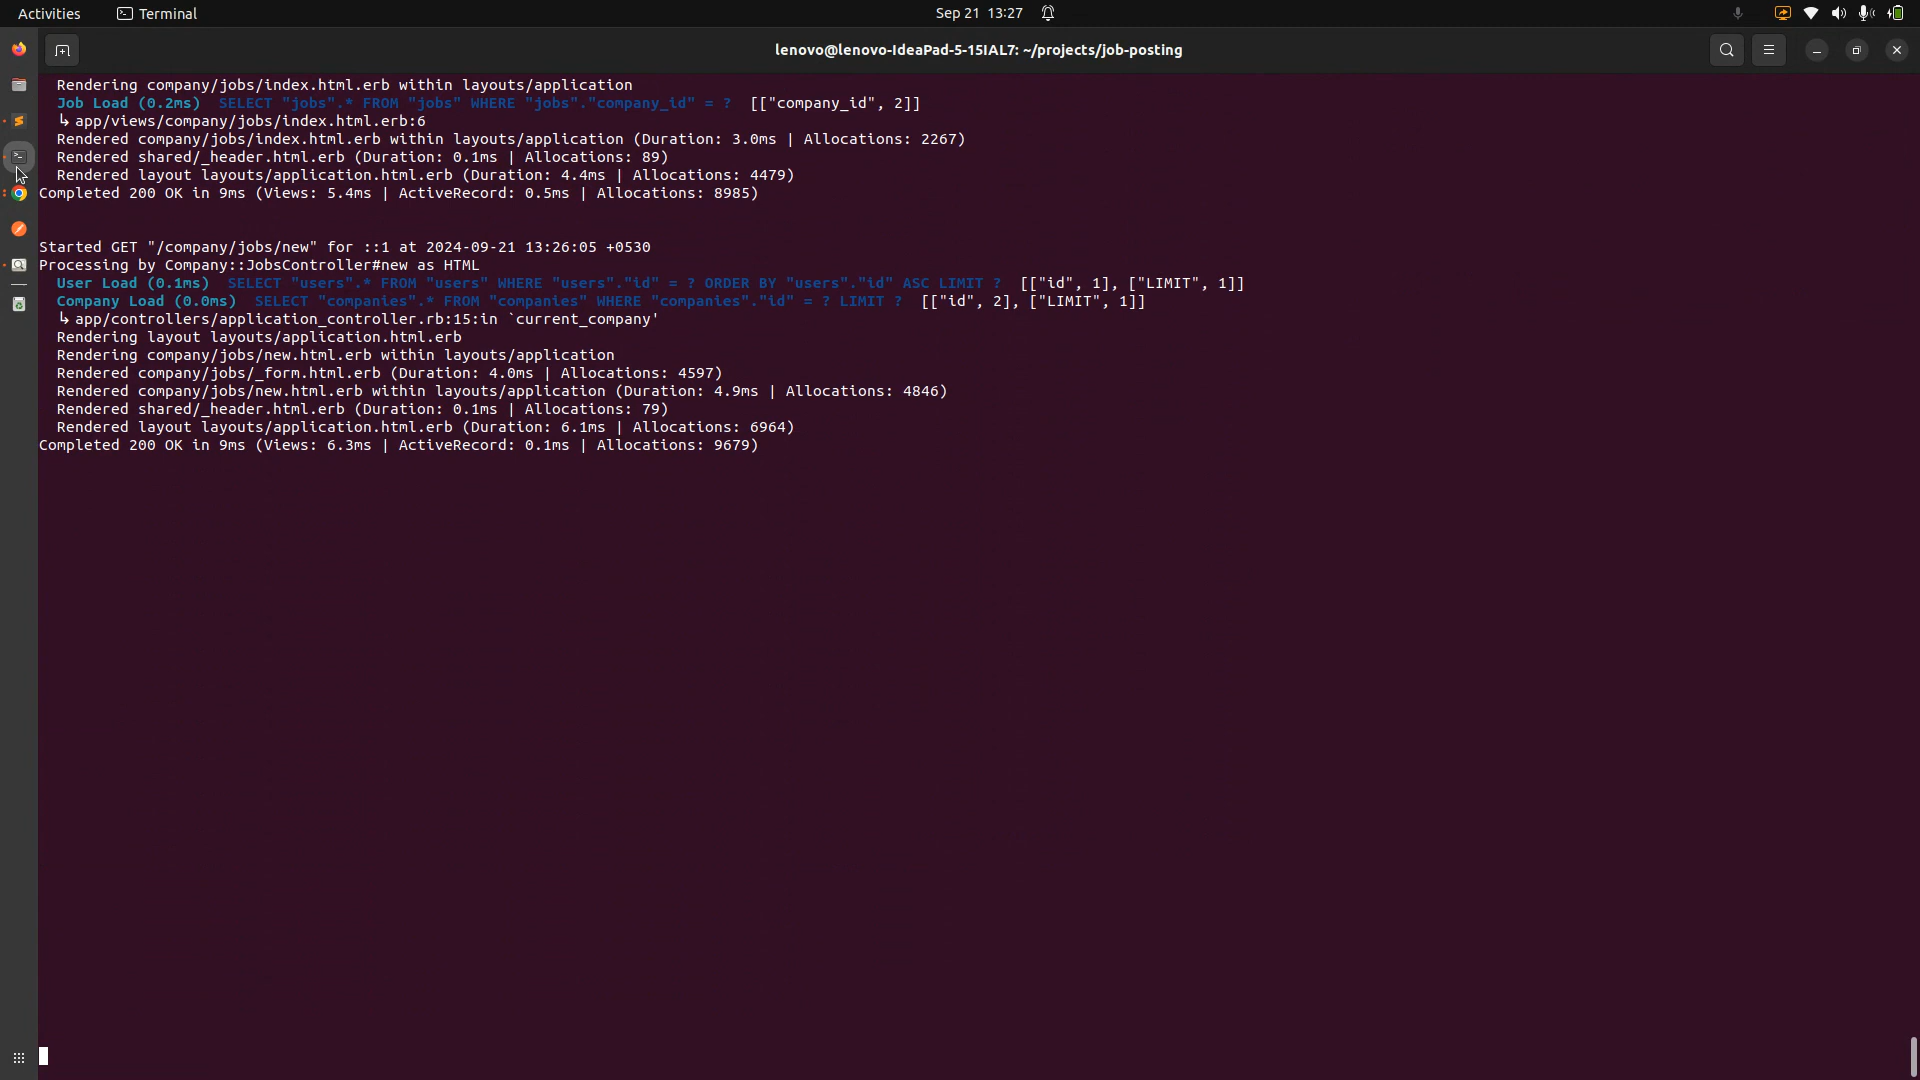 Activities Terminal Sep 21 13:27
lenovo@lenovo-IdeaPad-5-15IAL7: ~/projects/job-posting
Rendering company/jobs/index.html.erb within layouts/application
Job Load (0.2ms) SELECT "jobs".* FROM "jobs" WHERE "jobs"."company_id" = ? [["company_id", 2]]
↳ app/views/company/jobs/index.html.erb:6
Rendered company/jobs/index.html.erb within layouts/application (Duration: 3.0ms | Allocations: 2267)
Rendered shared/_header.html.erb (Duration: 0.1ms | Allocations: 89)
Rendered layout layouts/application.html.erb (Duration: 4.4ms | Allocations: 4479)
Completed 200 OK in 9ms (Views: 5.4ms | ActiveRecord: 0.5ms | Allocations: 8985)
Started GET "/company/jobs/new" for ::1 at 2024-09-21 13:26:05 +0530
Processing by Company::JobsController#new as HTML
User Load (0.1ms) SELECT "users".* FROM "users" WHERE "users"."id" = ? ORDER BY "users"."id" ASC LIMIT ? [["id", 1], ["LIMIT", 1]]
Company Load (0.0ms) SELECT "companies".* FROM "companies" WHERE "companies"."id" = ? LIMIT ? [["id", 2], ["LIMIT", 1]]
↳ app/controllers/application_controller.rb:15:in `current_company'
Rendering layout layouts/application.html.erb
Rendering company/jobs/new.html.erb within layouts/application
Rendered company/jobs/_form.html.erb (Duration: 4.0ms | Allocations: 4597)
Rendered company/jobs/new.html.erb within layouts/application (Duration: 4.9ms | Allocations: 4846)
Rendered shared/_header.html.erb (Duration: 0.1ms | Allocations: 79)
Rendered layout layouts/application.html.erb (Duration: 6.1ms | Allocations: 6964)
Completed 200 OK in 9ms (Views: 6.3ms | ActiveRecord: 0.1ms | Allocations: 9679)